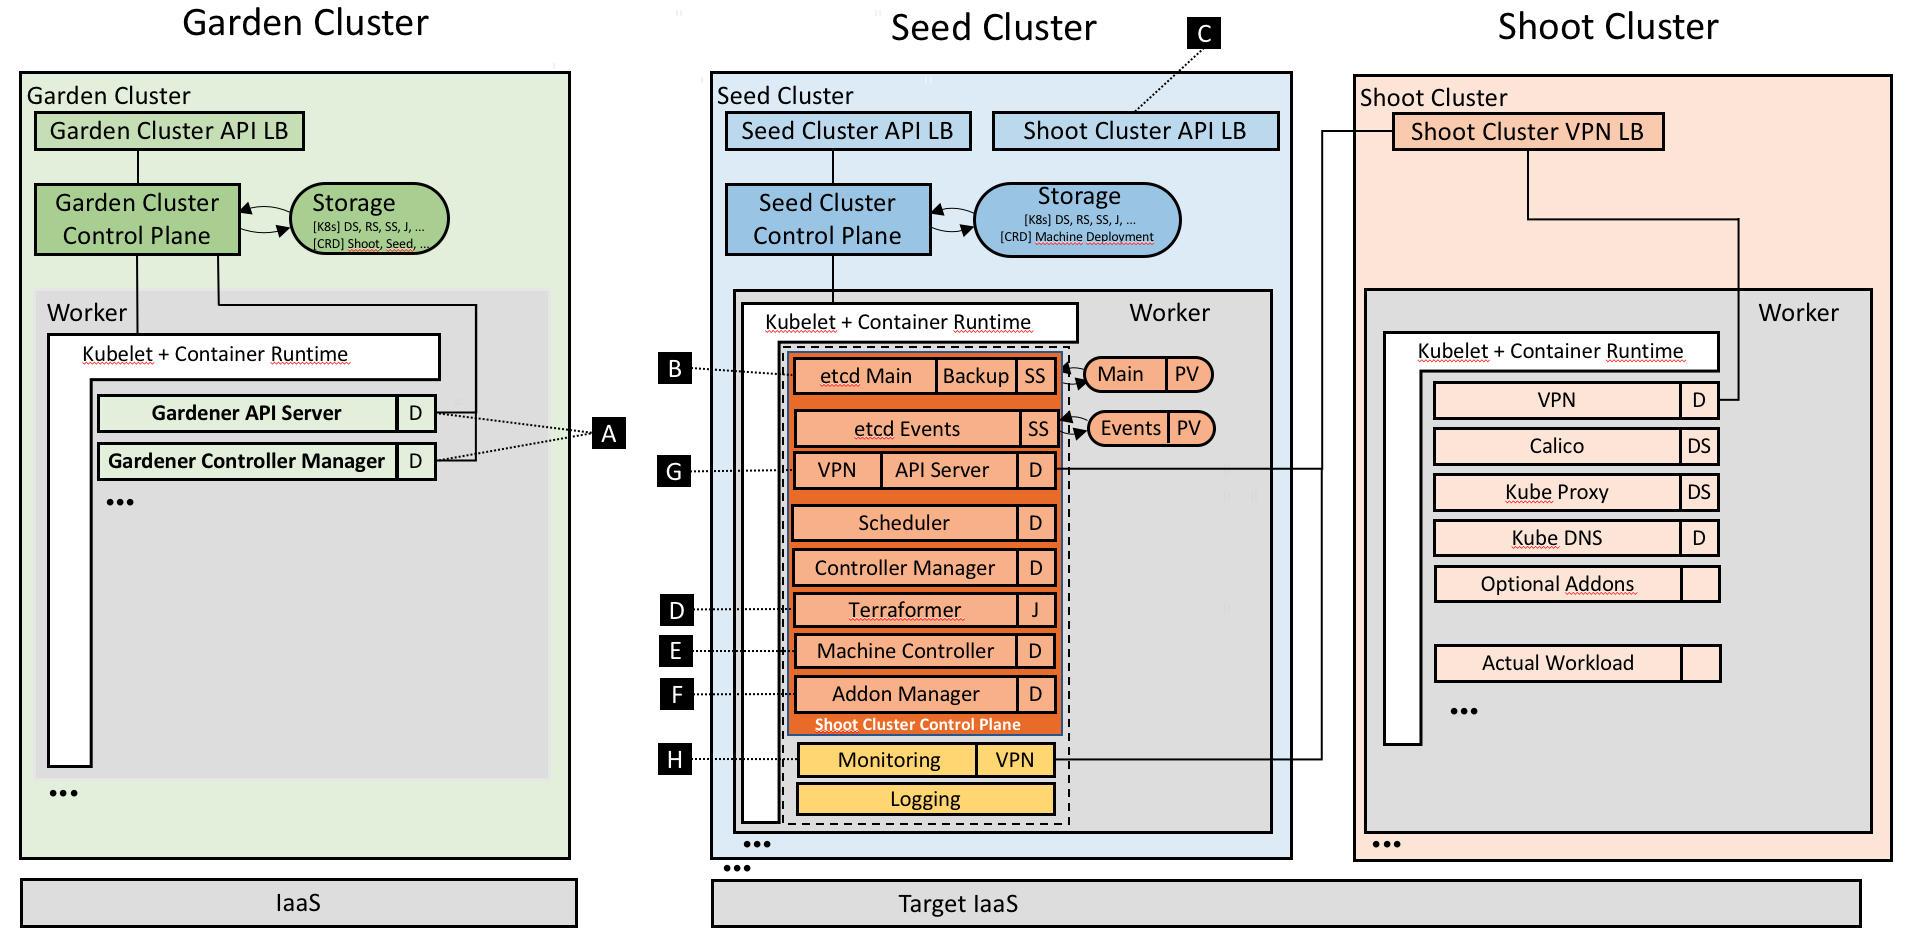 Garden Cluster
Seed Cluster
Shoot Cluster
C
Garden Cluster
Garden Cluster API LB
Garden Cluster
Control Plane
Storage
[K8s] DS, RS, SS, J, ...
[CRD] Shoot, Seed, ...
Worker
Kubelet + Container Runtime
Gardener API Server D
Gardener Controller Manager D
•••
•••
A
IaaS
Seed Cluster
Seed Cluster API LB
Shoot Cluster API LB
Seed Cluster
Control Plane
Storage
[K8s] DS, RS, SS, J, ...
[CRD] Machine Deployment
Worker
Kubelet + Container Runtime
B
etcd Main Backup SS
Main PV
etcd Events SS
Events PV
G
VPN API Server D
Scheduler D
Controller Manager D
D
Terraformer J
E
Machine Controller D
F
Addon Manager D
Shoot Cluster Control Plane
H
Monitoring VPN
Logging
•••
•••
Target IaaS
Shoot Cluster
Shoot Cluster VPN LB
Worker
Kubelet + Container Runtime
VPN D
Calico DS
Kube Proxy DS
Kube DNS D
Optional Addons
Actual Workload
•••
•••